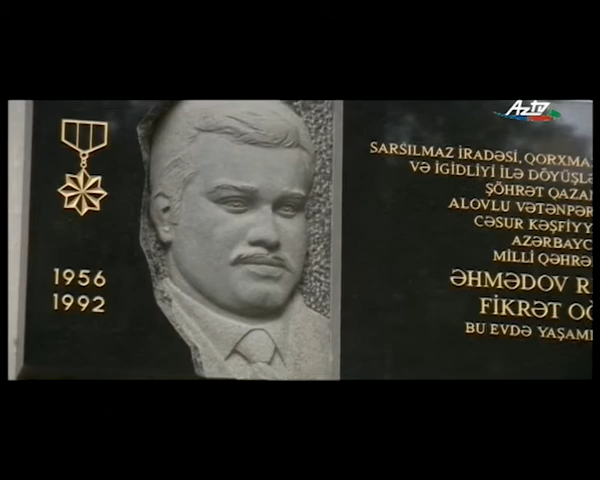 Aztv
SARSILMAZ İRADƏSİ, QORXMA
VƏ İGİDLİYİ İLƏ DÖYÜŞLƏ
ŞÖHRƏT QAZA
ALOVLU VƏTƏNPƏR
CƏSUR KƏŞFİYY
AZƏRBAYC
MİLLİ QƏHRƏ
ƏHMƏDOV R
FİKRƏT OĞ
BU EVDƏ YAŞAMI
1956
1992